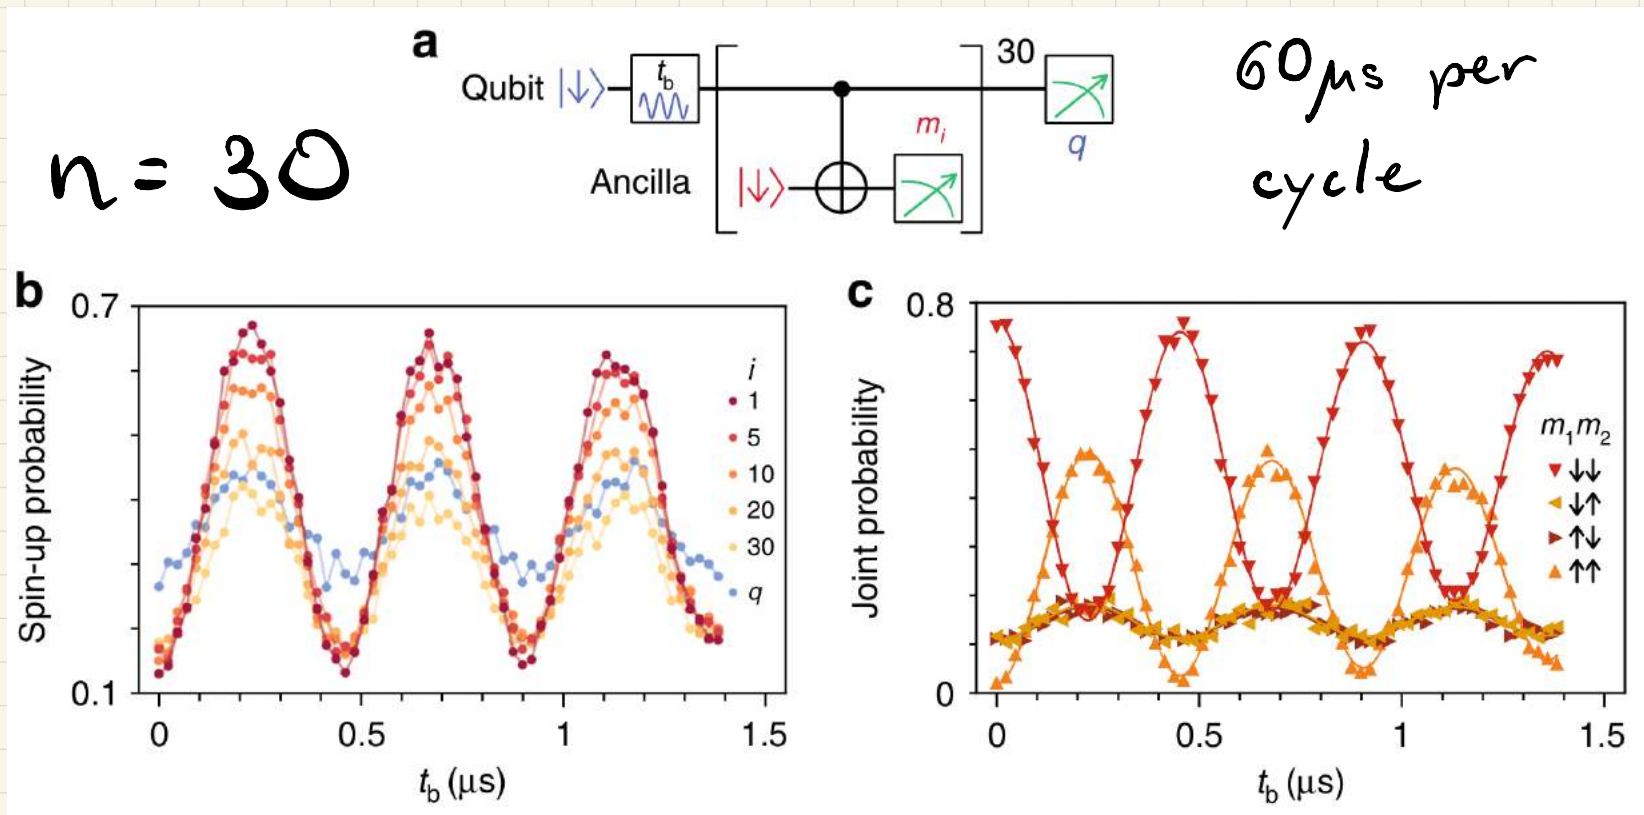 a
Qubit |↓⟩ t_b 30
n = 30
60μs per
cycle
m_i
q
Ancilla |↓⟩
b
0.7
0.1
Spin-up probability
0 0.5 1 1.5
t_b (μs)
i
1
5
10
20
30
q
c
0.8
0
Joint probability
0 0.5 1 1.5
t_b (μs)
m_1m_2
↓↓
↓↑
↑↓
↑↑